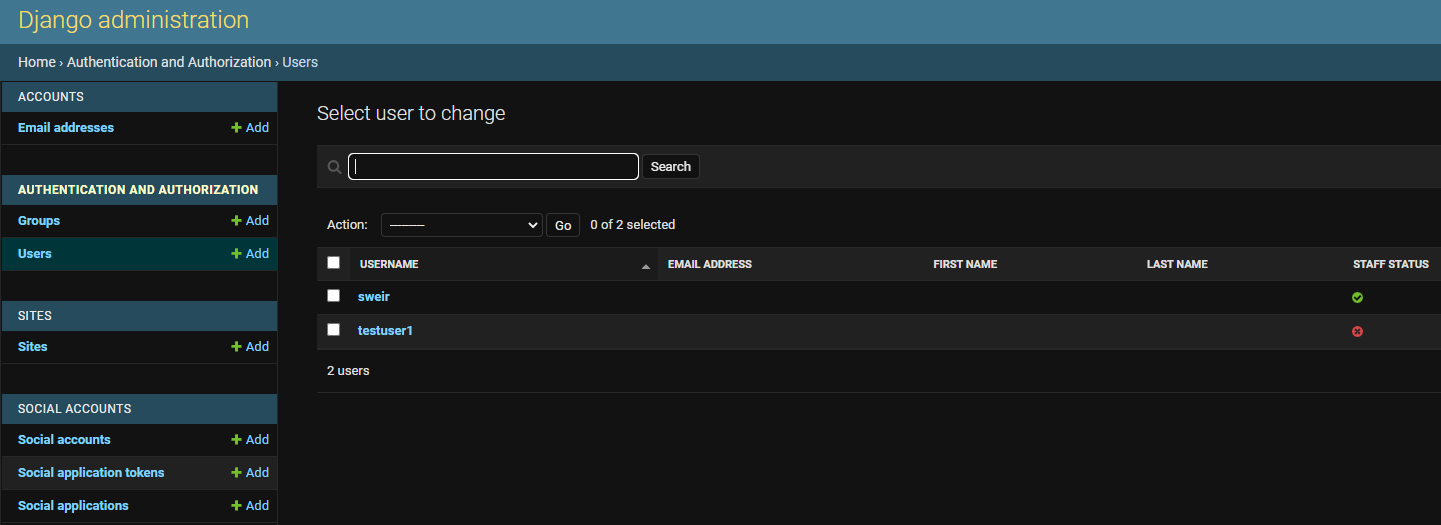 Django administration
Home › Authentication and Authorization › Users
ACCOUNTS
Email addresses + Add
AUTHENTICATION AND AUTHORIZATION
Groups + Add
Users + Add
SITES
Sites + Add
SOCIAL ACCOUNTS
Social accounts + Add
Social application tokens + Add
Social applications + Add
Select user to change
Search
Action: --------- Go 0 of 2 selected
USERNAME EMAIL ADDRESS FIRST NAME LAST NAME STAFF STATUS
sweir
testuser1
2 users